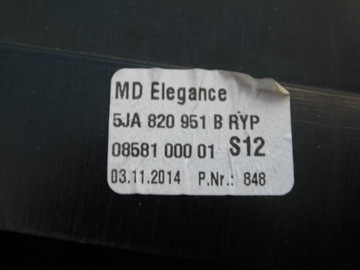 MD Elegance
5JA 820 951 B RYP
08581 000 01 S12
03.11.2014 P.Nr.: 848